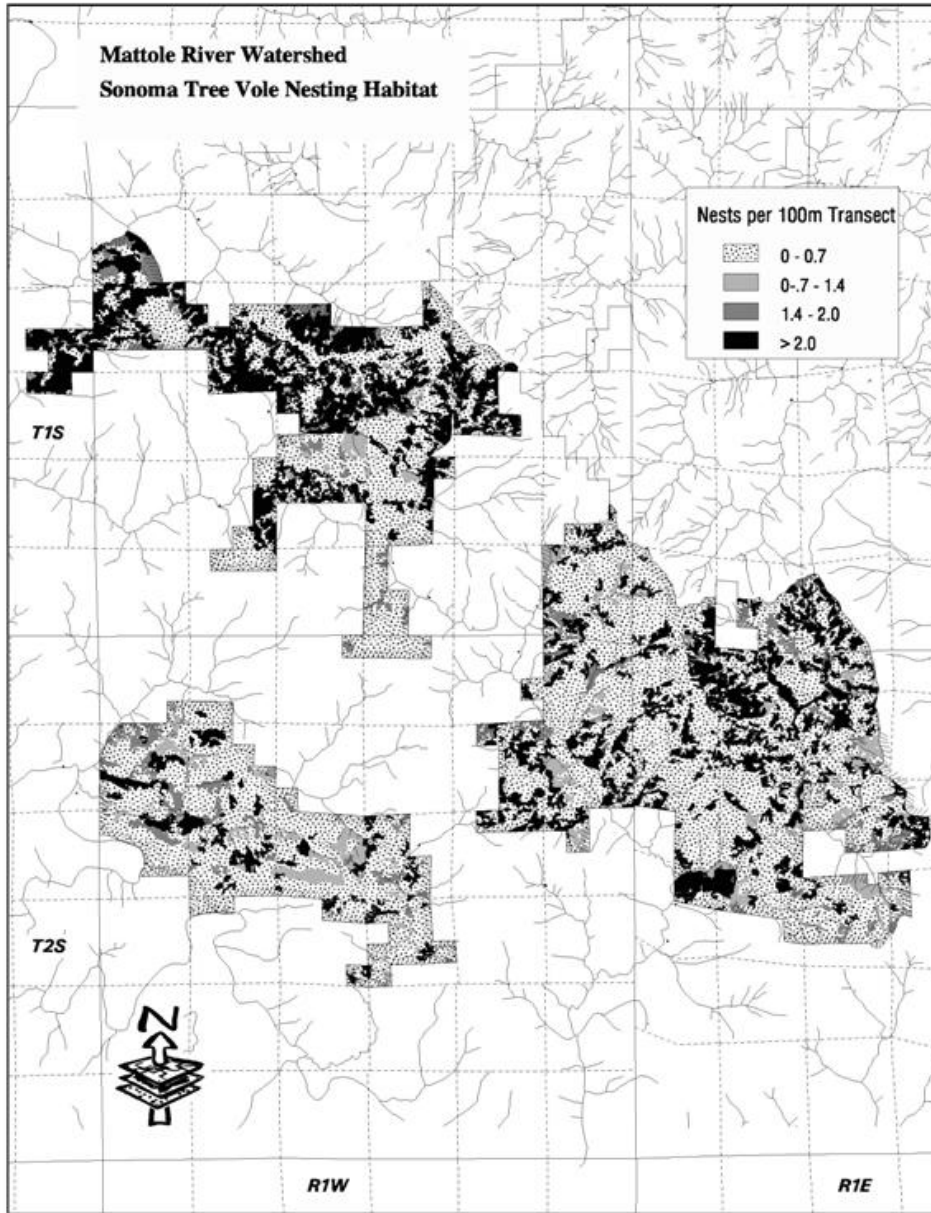 Mattole River Watershed
Sonoma Tree Vole Nesting Habitat
Nests per 100m Transect
0 - 0.7
0-.7 - 1.4
1.4 - 2.0
> 2.0
T1S
T2S
N
R1W
R1E